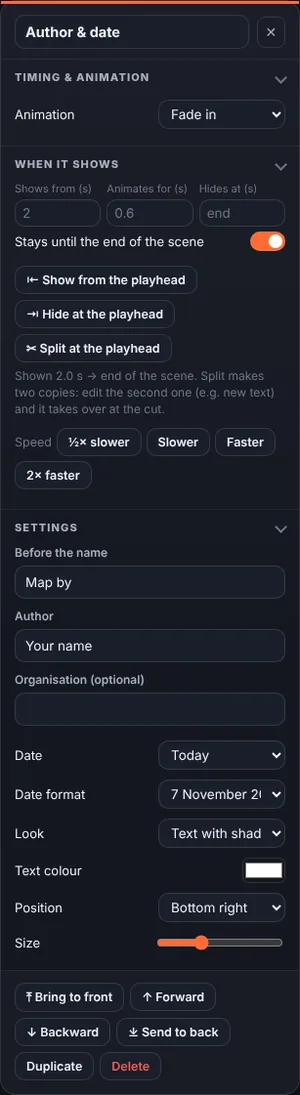 Author & date ×
TIMING & ANIMATION
Animation Fade in
WHEN IT SHOWS
Shows from (s) Animates for (s) Hides at (s)
2 0.6 end
Stays until the end of the scene
⇤ Show from the playhead
⇥ Hide at the playhead
✂ Split at the playhead
Shown 2.0 s → end of the scene. Split makes
two copies: edit the second one (e.g. new text)
and it takes over at the cut.
Speed ½× slower Slower Faster
2× faster
SETTINGS
Before the name
Map by
Author
Your name
Organisation (optional)
Date Today
Date format 7 November 20
Look Text with shad
Text colour
Position Bottom right
Size
⤒ Bring to front ↑ Forward
↓ Backward ⤓ Send to back
Duplicate Delete